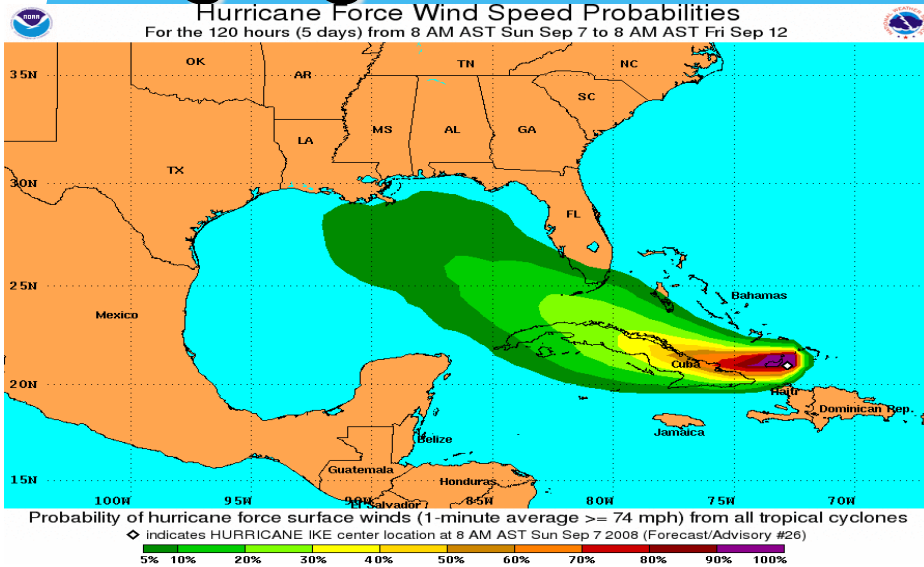 Hurricane Force Wind Speed Probabilities
For the 120 hours (5 days) from 8 AM AST Sun Sep 7 to 8 AM AST Fri Sep 12
NOAA
35N
OK
AR
TN
NC
SC
MS
AL
GA
LA
TX
30N
FL
25N
Bahamas
Mexico
Cuba
20N
Haiti
Dominican Rep.
Jamaica
Belize
Guatemala
Honduras
15N
100W 95W 90W 85W 80W 75W 70W
El Salvador
Probability of hurricane force surface winds (1-minute average >= 74 mph) from all tropical cyclones
indicates HURRICANE IKE center location at 8 AM AST Sun Sep 7 2008 (Forecast/Advisory #26)
5% 10% 20% 30% 40% 50% 60% 70% 80% 90% 100%